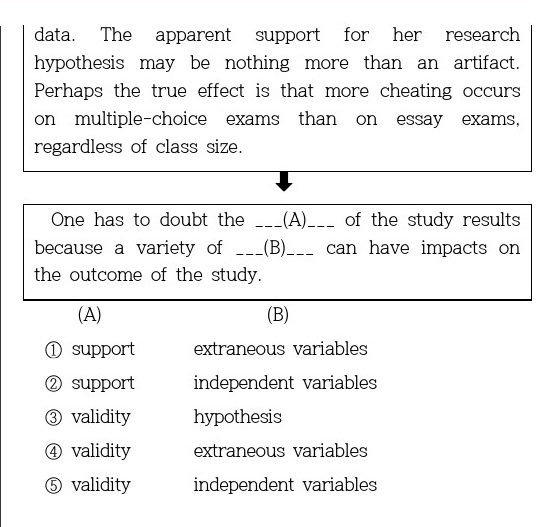 data. The apparent support for her research
hypothesis may be nothing more than an artifact.
Perhaps the true effect is that more cheating occurs
on multiple-choice exams than on essay exams,
regardless of class size.
One has to doubt the ___(A)___ of the study results
because a variety of ___(B)___ can have impacts on
the outcome of the study.
(A) (B)
① support extraneous variables
② support independent variables
③ validity hypothesis
④ validity extraneous variables
⑤ validity independent variables